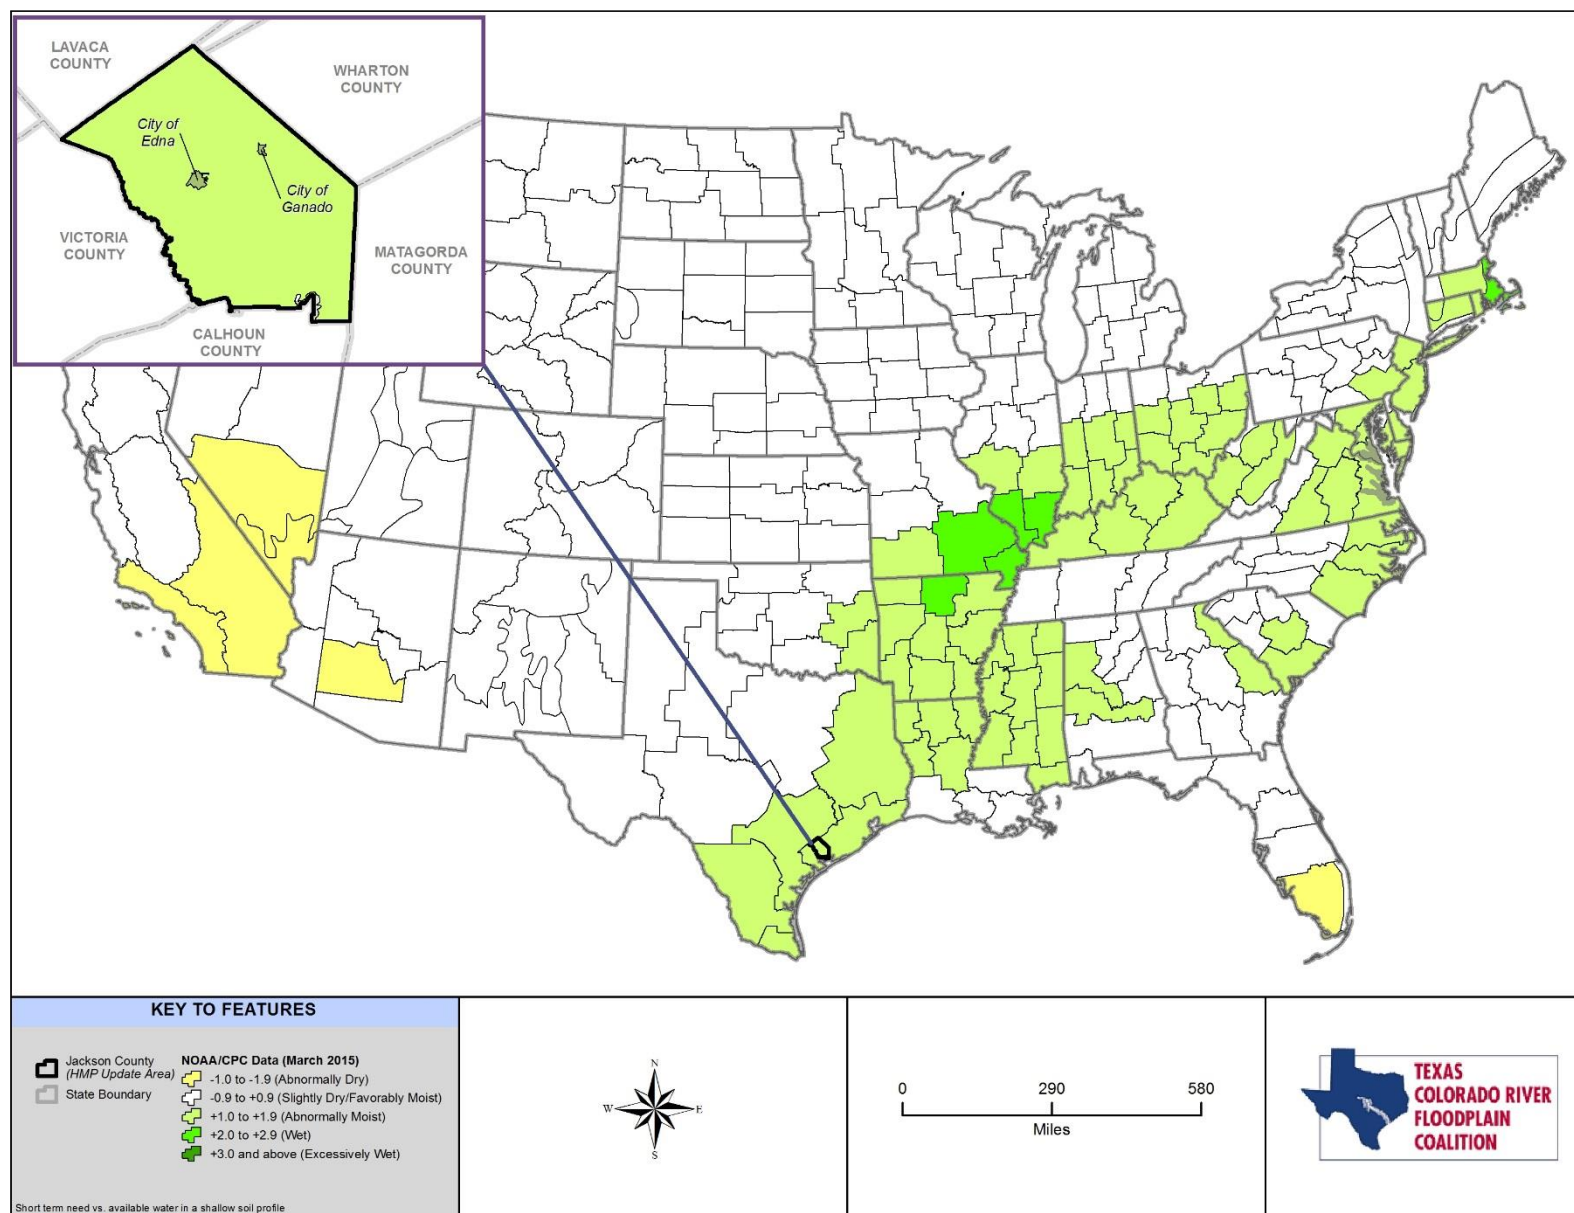 LAVACA
COUNTY
WHARTON
COUNTY
City of
Edna
City of
Ganado
VICTORIA
COUNTY
MATAGORDA
COUNTY
CALHOUN
COUNTY
KEY TO FEATURES
Jackson County
(HMP Update Area)
State Boundary
NOAA/CPC Data (March 2015)
-1.0 to -1.9 (Abnormally Dry)
-0.9 to +0.9 (Slightly Dry/Favorably Moist)
+1.0 to +1.9 (Abnormally Moist)
+2.0 to +2.9 (Wet)
+3.0 and above (Excessively Wet)
Short term need vs. available water in a shallow soil profile
N
W E
S
0 290 580
Miles
TEXAS
COLORADO RIVER
FLOODPLAIN
COALITION